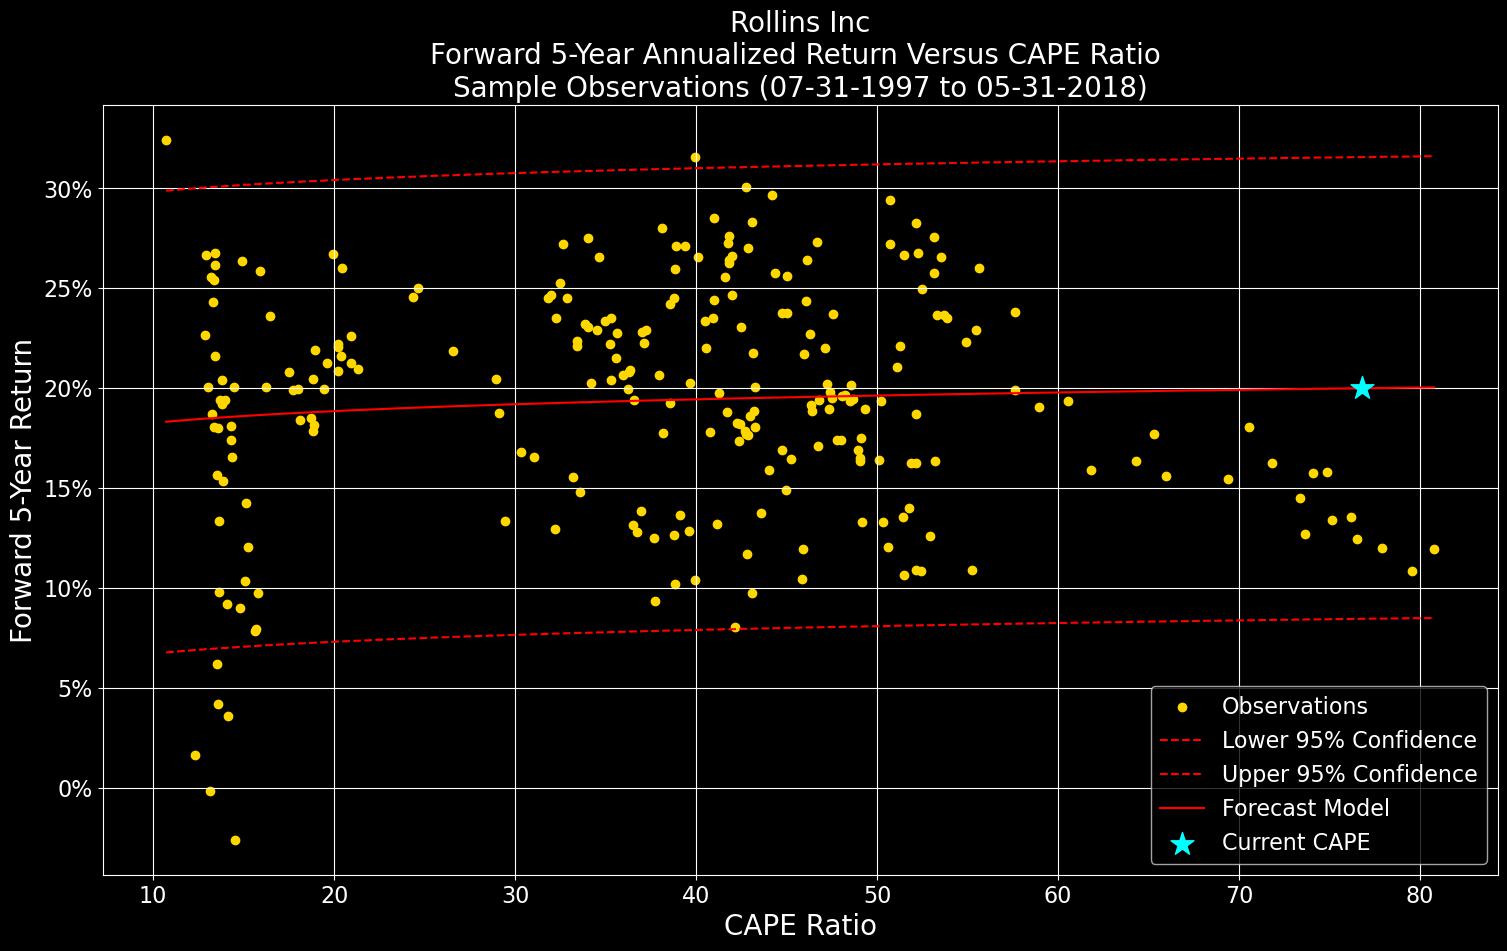 Rollins Inc
Forward 5-Year Annualized Return Versus CAPE Ratio
Sample Observations (07-31-1997 to 05-31-2018)
Forward 5-Year Return
30%
25%
20%
15%
10%
5%
0%
10 20 30 40 50 60 70 80
CAPE Ratio
Observations
Lower 95% Confidence
Upper 95% Confidence
Forecast Model
Current CAPE